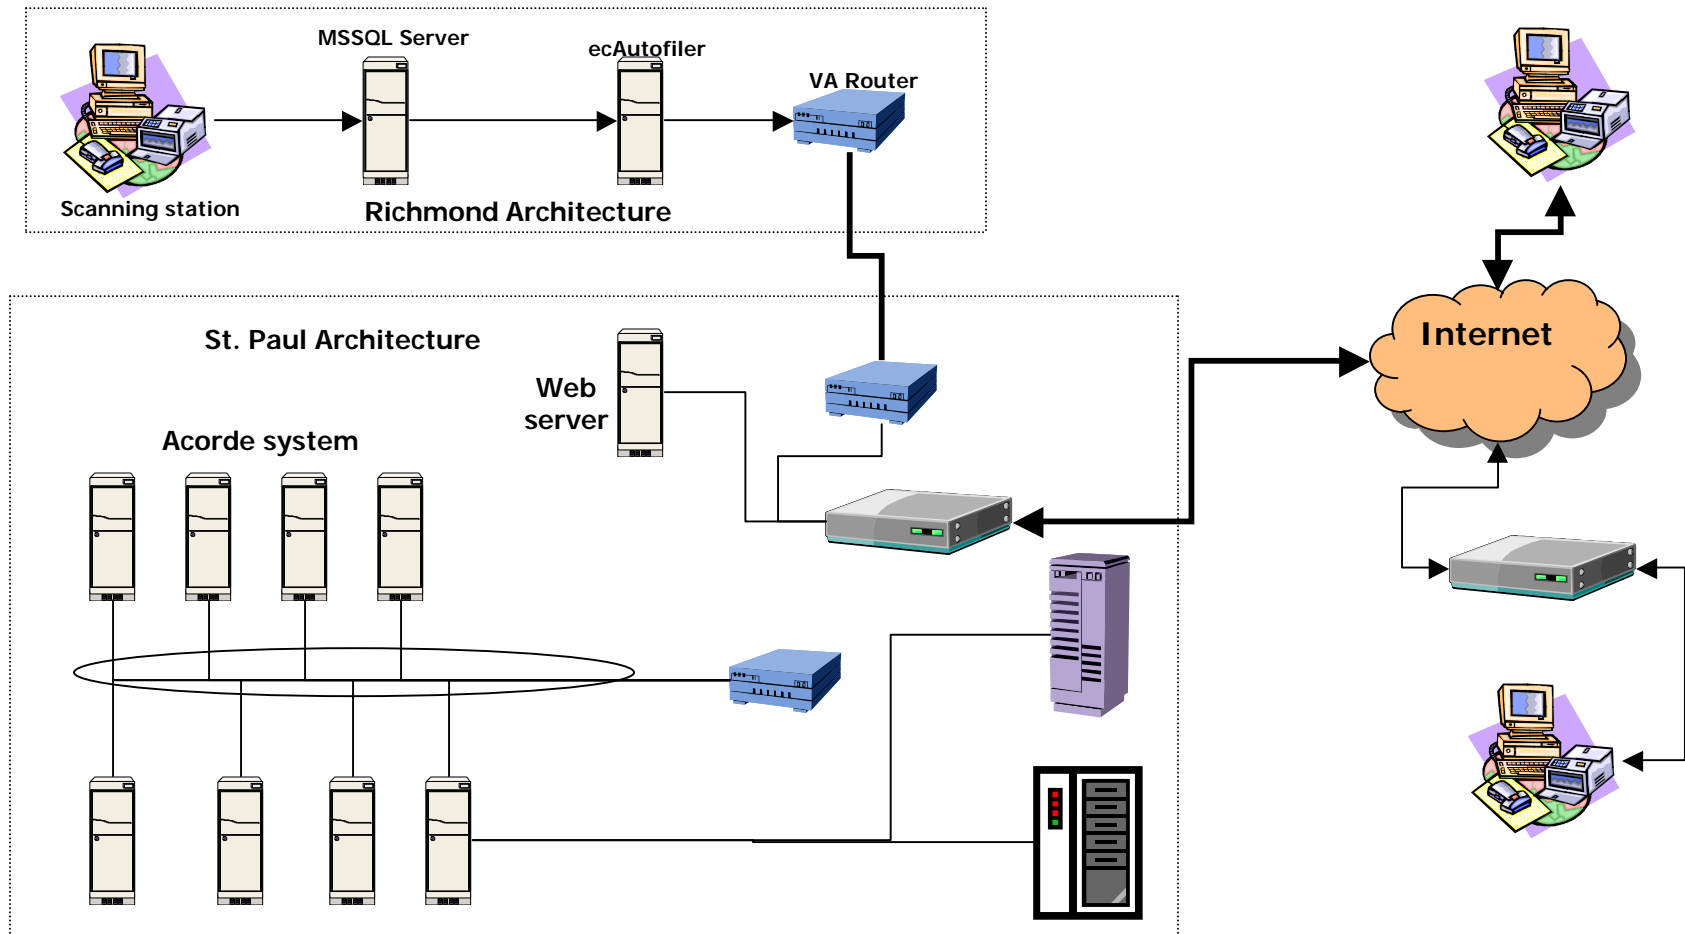 MSSQL Server
ecAutofiler
VA Router
Scanning station
Richmond Architecture
St. Paul Architecture
Internet
Web
server
Acorde system